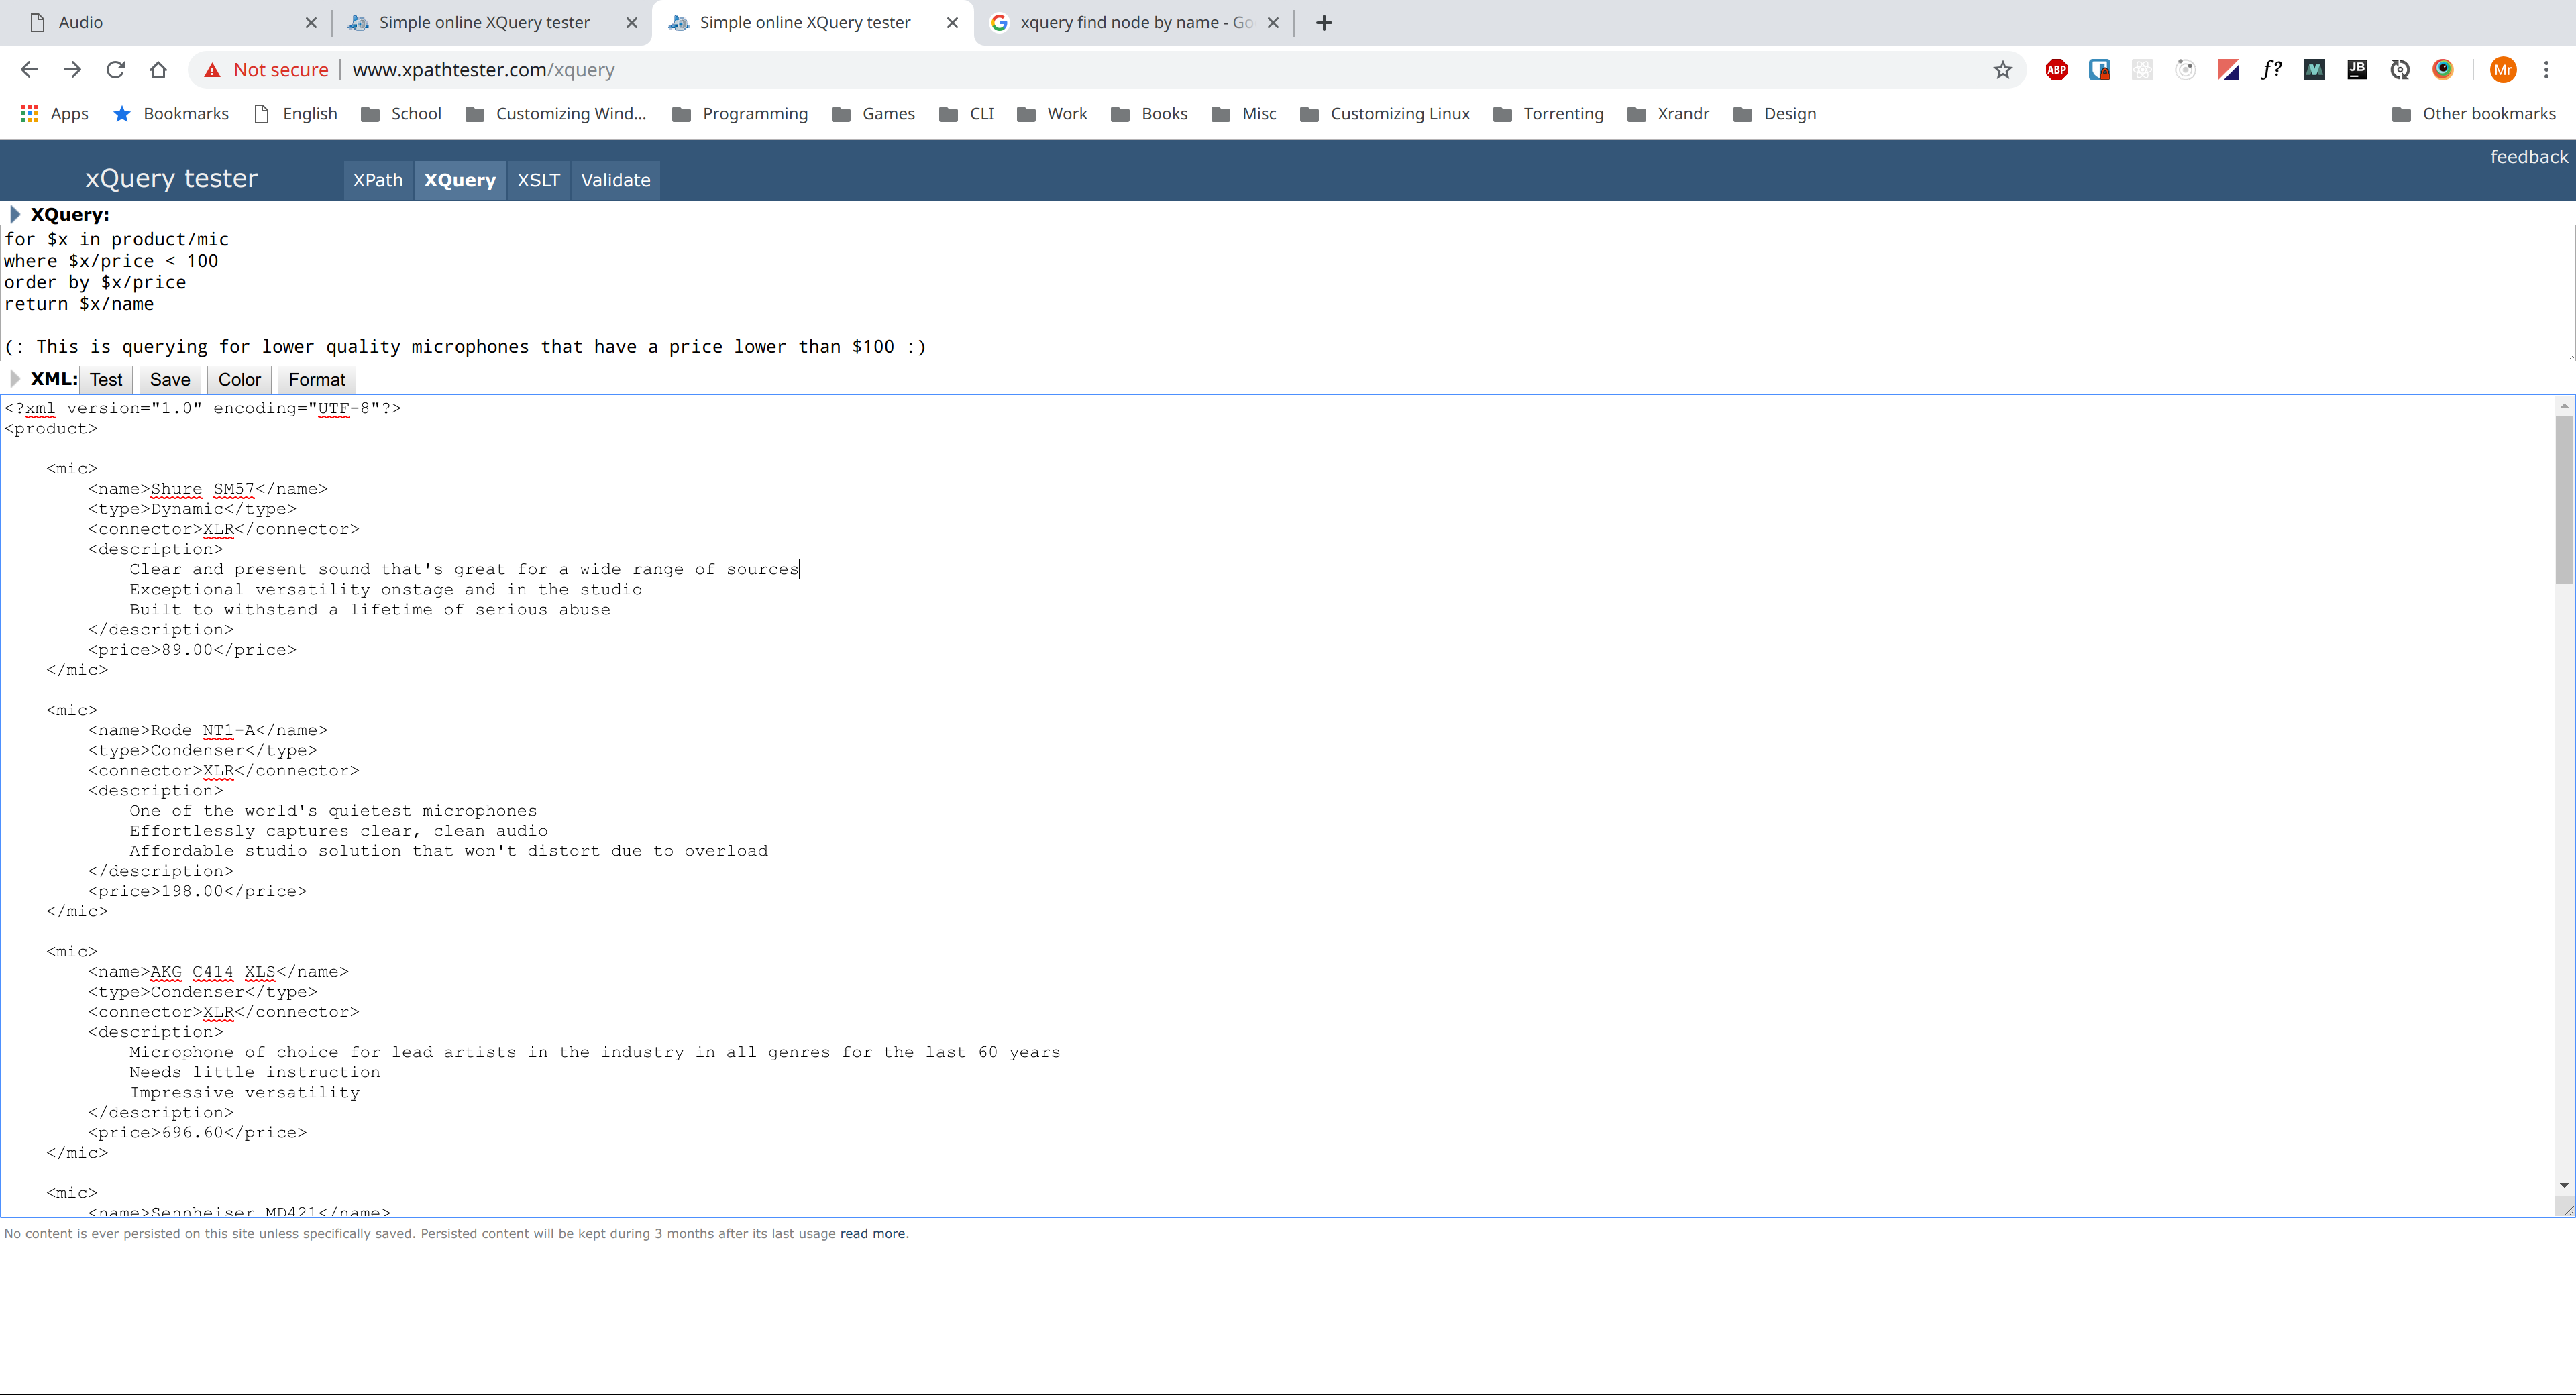 Audio
Simple online XQuery tester
Simple online XQuery tester
xquery find node by name - Go
Not secure www.xpathtester.com/xquery
ABP f? M JB Mr
Apps Bookmarks English School Customizing Wind... Programming Games CLI Work Books Misc Customizing Linux Torrenting Xrandr Design Other bookmarks
feedback
xQuery tester XPath XQuery XSLT Validate
XQuery:
for $x in product/mic
where $x/price < 100
order by $x/price
return $x/name
(: This is querying for lower quality microphones that have a price lower than $100 :)
XML: Test Save Color Format
<?xml version="1.0" encoding="UTF-8"?>
<product>
<mic>
<name>Shure SM57</name>
<type>Dynamic</type>
<connector>XLR</connector>
<description>
Clear and present sound that's great for a wide range of sources
Exceptional versatility onstage and in the studio
Built to withstand a lifetime of serious abuse
</description>
<price>89.00</price>
</mic>
<mic>
<name>Rode NT1-A</name>
<type>Condenser</type>
<connector>XLR</connector>
<description>
One of the world's quietest microphones
Effortlessly captures clear, clean audio
Affordable studio solution that won't distort due to overload
</description>
<price>198.00</price>
</mic>
<mic>
<name>AKG C414 XLS</name>
<type>Condenser</type>
<connector>XLR</connector>
<description>
Microphone of choice for lead artists in the industry in all genres for the last 60 years
Needs little instruction
Impressive versatility
</description>
<price>696.60</price>
</mic>
<mic>
<name>Sennheiser MD421</name>
No content is ever persisted on this site unless specifically saved. Persisted content will be kept during 3 months after its last usage read more.